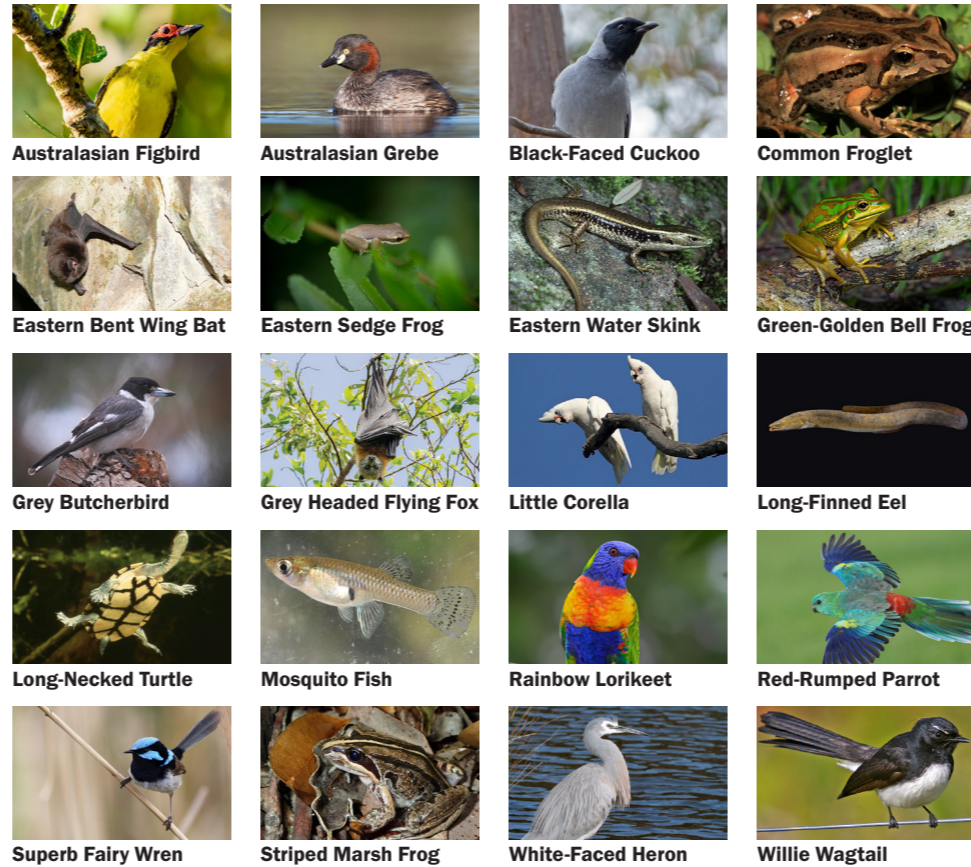 Australasian Figbird
Australasian Grebe
Black-Faced Cuckoo
Common Froglet
Eastern Bent Wing Bat
Eastern Sedge Frog
Eastern Water Skink
Green-Golden Bell Frog
Grey Butcherbird
Grey Headed Flying Fox
Little Corella
Long-Finned Eel
Long-Necked Turtle
Mosquito Fish
Rainbow Lorikeet
Red-Rumped Parrot
Superb Fairy Wren
Striped Marsh Frog
White-Faced Heron
Willie Wagtail